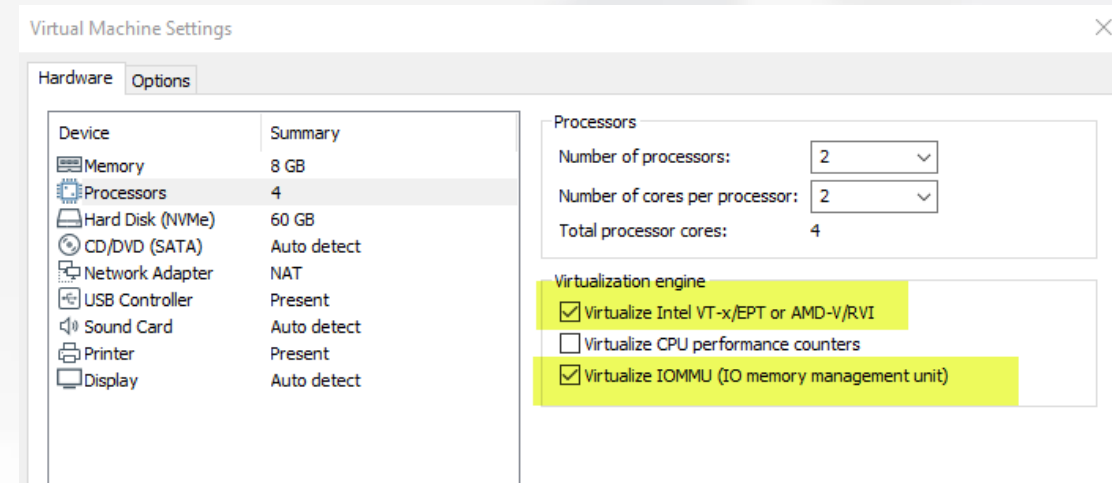 Virtual Machine Settings
Hardware Options
Device Summary
Memory 8 GB
Processors 4
Hard Disk (NVMe) 60 GB
CD/DVD (SATA) Auto detect
Network Adapter NAT
USB Controller Present
Sound Card Auto detect
Printer Present
Display Auto detect
Processors
Number of processors: 2
Number of cores per processor: 2
Total processor cores: 4
Virtualization engine
Virtualize Intel VT-x/EPT or AMD-V/RVI
Virtualize CPU performance counters
Virtualize IOMMU (IO memory management unit)